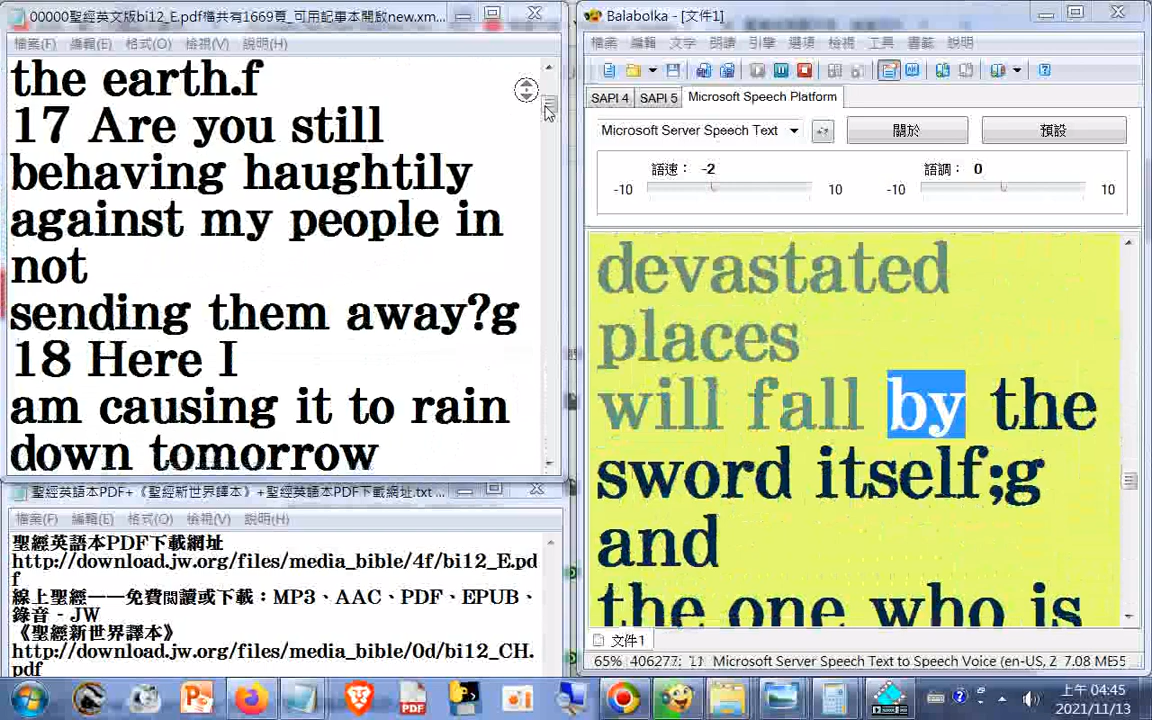 00000聖經英文版bi12_E.pdf檔共有1669頁_可用記事本開啟new.xm...
檔案(F) 編輯(E) 格式(O) 檢視(V) 說明(H)
the earth.f
17 Are you still
behaving haughtily
against my people in
not
sending them away?g
18 Here I
am causing it to rain
down tomorrow
聖經英語本PDF+《聖經新世界譯本》+聖經英語本PDF下載網址.txt ...
檔案(F) 編輯(E) 格式(O) 檢視(V) 說明(H)
聖經英語本PDF下載網址
http://download.jw.org/files/media_bible/4f/bi12_E.pd
f
線上聖經——免費閱讀或下載：MP3、AAC、PDF、EPUB、
錄音 - JW
《聖經新世界譯本》
http://download.jw.org/files/media_bible/0d/bi12_CH.
pdf
Balabolka - [文件1]
檔案 編輯 文字 朗讀 引擎 選項 檢視 工具 書籤 說明
SAPI 4 SAPI 5 Microsoft Speech Platform
Microsoft Server Speech Text 關於 預設
語速： -2 語調： 0
-10 10 -10 10
devastated
places
will fall by the
sword itself;g
and
the one who is
文件1
65% 406277: 11 Microsoft Server Speech Text to Speech Voice (en-US, Z 7.08 ME55
上午 04:45
2021/11/13